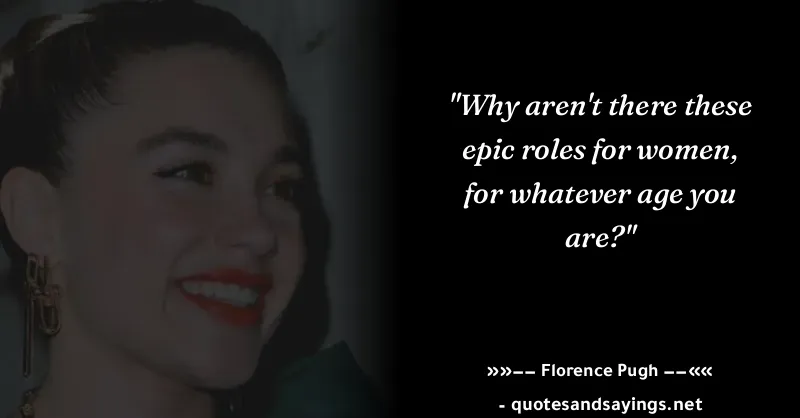 "Why aren't there these
epic roles for women,
for whatever age you
are?"
»»−− Florence Pugh −−««
- quotesandsayings.net